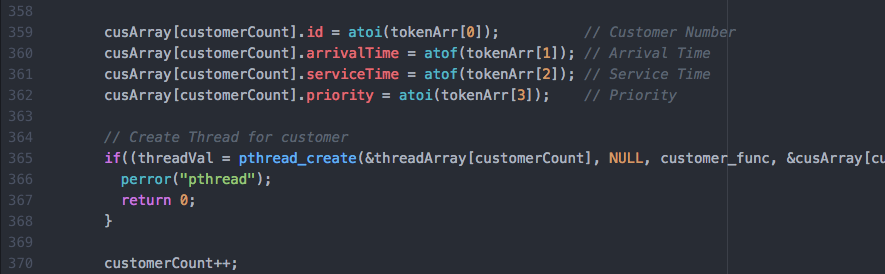 358
359 cusArray[customerCount].id = atoi(tokenArr[0]); // Customer Number
360 cusArray[customerCount].arrivalTime = atof(tokenArr[1]); // Arrival Time
361 cusArray[customerCount].serviceTime = atof(tokenArr[2]); // Service Time
362 cusArray[customerCount].priority = atoi(tokenArr[3]); // Priority
363
364 // Create Thread for customer
365 if((threadVal = pthread_create(&threadArray[customerCount], NULL, customer_func, &cusArray[cu
366 perror("pthread");
367 return 0;
368 }
369
370 customerCount++;